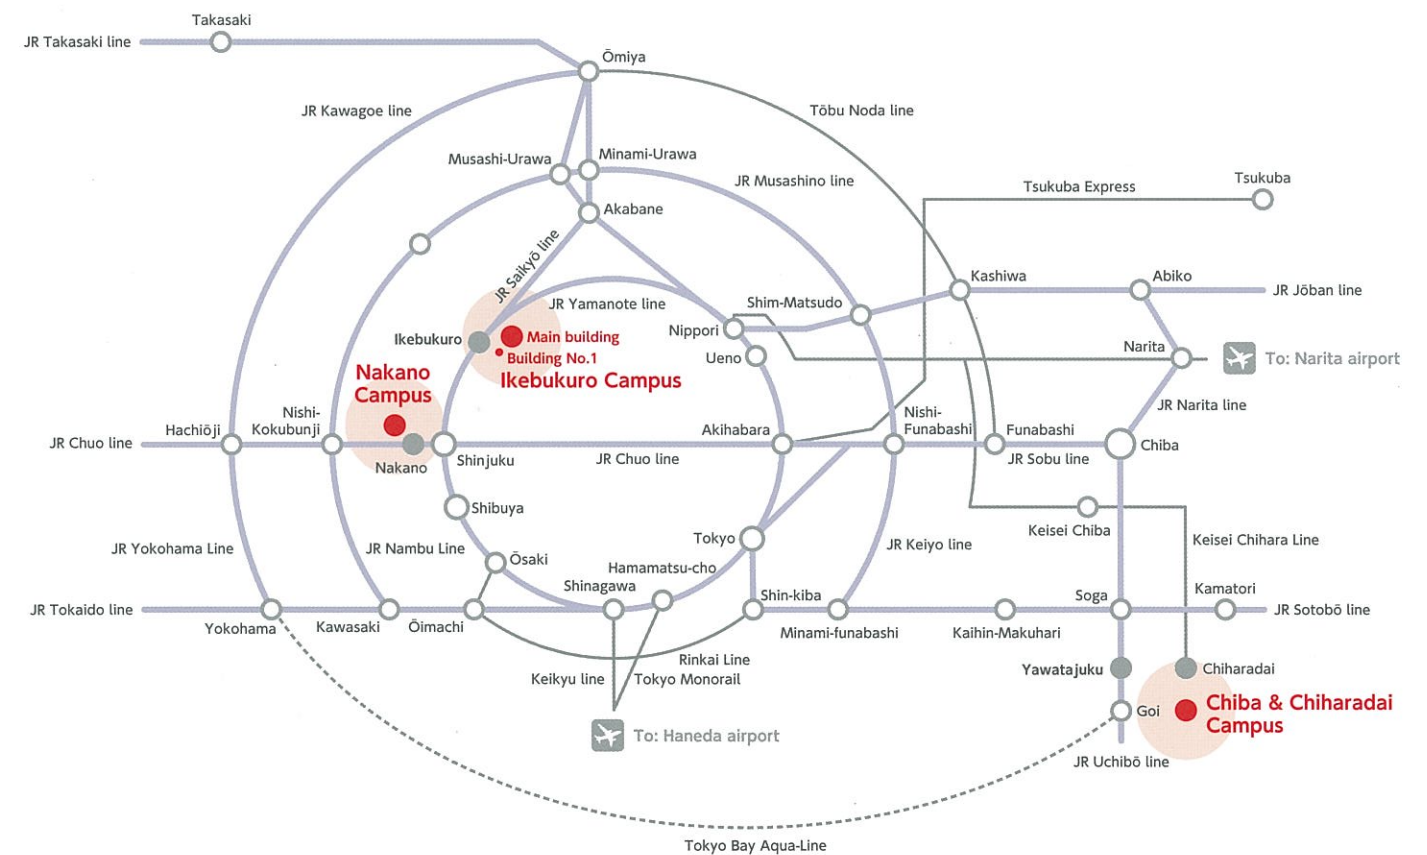 Takasaki
JR Takasaki line
Ōmiya
JR Kawagoe line
Tōbu Noda line
Musashi-Urawa
Minami-Urawa
JR Musashino line
Tsukuba Express
Tsukuba
Akabane
JR Saikyō line
Kashiwa
Abiko
JR Jōban line
JR Yamanote line
Shim-Matsudo
Ikebukuro
Main building
Building No.1
Ikebukuro Campus
Nippori
Ueno
Narita
To: Narita airport
Nakano
Campus
JR Narita line
Hachiōji
Nishi-
Kokubunji
Akihabara
Nishi-
Funabashi
Funabashi
JR Chuo line
Nakano
Shinjuku
JR Chuo line
JR Sobu line
Chiba
Shibuya
Keisei Chiba
JR Yokohama Line
JR Nambu Line
Ōsaki
Tokyo
JR Keiyo line
Keisei Chihara Line
Hamamatsu-cho
Shinagawa
Shin-kiba
Soga
Kamatori
JR Tokaido line
JR Sotobō line
Yokohama
Kawasaki
Ōimachi
Minami-funabashi
Kaihin-Makuhari
Rinkai Line
Keikyu line
Tokyo Monorail
Yawatajuku
Chiharadai
Goi
Chiba & Chiharadai
Campus
To: Haneda airport
JR Uchibō line
Tokyo Bay Aqua-Line